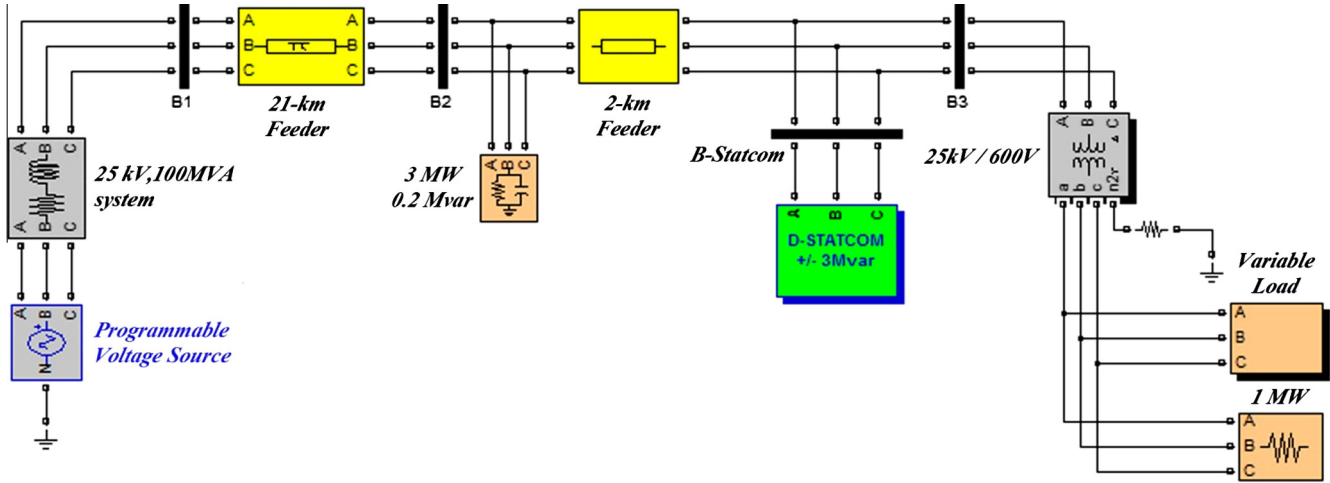 A
B
C
B1
A
B
C
A
B
C
21-km
Feeder
B2
A
B
C
3 MW
0.2 Mvar
2-km
Feeder
B-Statcom
A
B
C
D-STATCOM
+/- 3Mvar
B3
A
B
C
25kV / 600V
a
b
c
n2
A
B
C
25 kV,100MVA
system
A
B
C
A
B
C
N
Programmable
Voltage Source
Variable
Load
A
B
C
1 MW
A
B
C